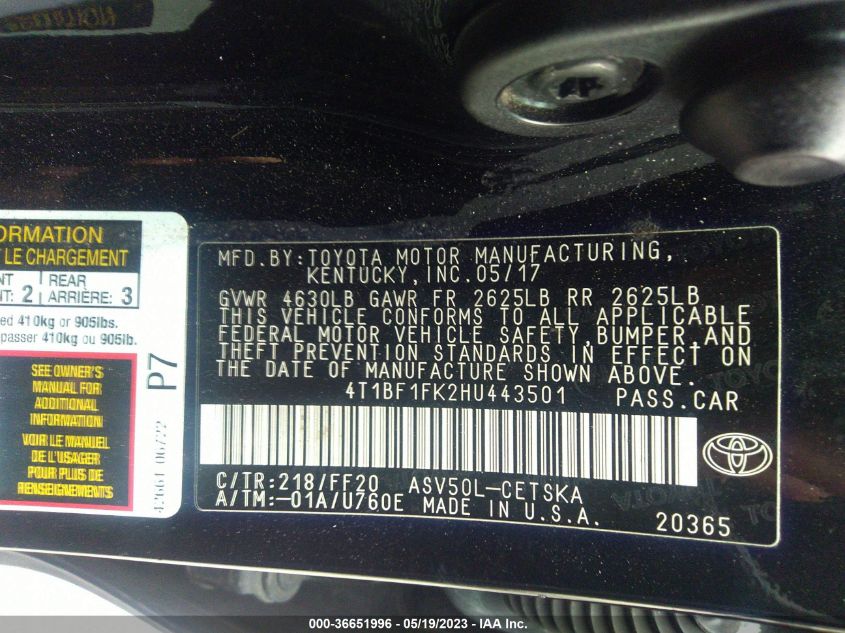 ORMATION
LE CHARGEMENT
NT 2 REAR
NT: ARRIÈRE: 3
ed 410kg or 905lbs.
passer 410kg ou 905lb.
SEE OWNER'S
MANUAL FOR
ADDITIONAL
INFORMATION
VOIR LE MANUEL
DE L'USAGER
POUR PLUS DE
RENSEIGNEMENTS
P7
42661 06722
MFD.BY:TOYOTA MOTOR MANUFACTURING,
KENTUCKY,INC.05/17
GVWR 4630LB GAWR FR 2625LB RR 2625LB
THIS VEHICLE CONFORMS TO ALL APPLICABLE
FEDERAL MOTOR VEHICLE SAFETY,BUMPER,AND
THEFT PREVENTION STANDARDS IN EFFECT ON
THE DATE OF MANUFACTURE SHOWN ABOVE.
4T1BF1FK2HU443501 PASS.CAR
C/TR:218/FF20 ASV50L-CETSKA
A/TM:-01A/U760E MADE IN U.S.A.
20365
000-36651996 - 05/19/2023 - IAA Inc.